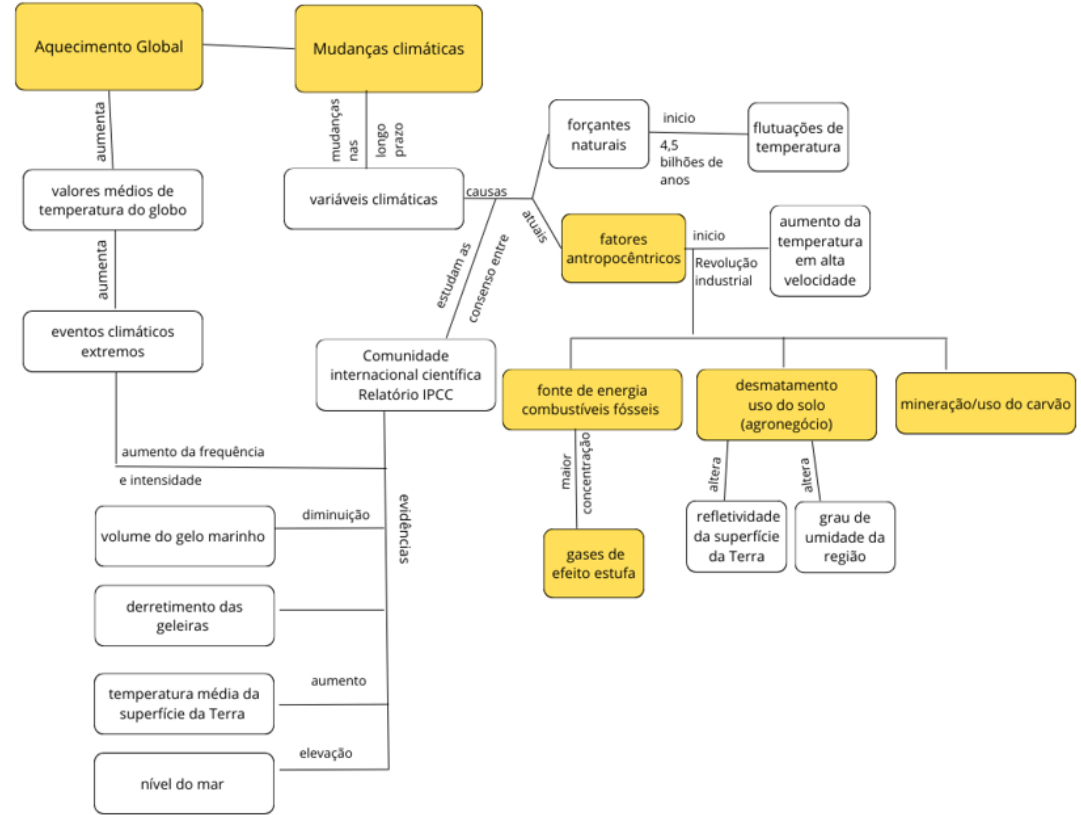 Aquecimento Global
Mudanças climáticas
aumenta
mudanças
nas
longo
prazo
valores médios de
temperatura do globo
variáveis climáticas
causas
forçantes
naturais
inicio
4,5
bilhões de
anos
flutuações de
temperatura
atuais
fatores
antropocêntricos
inicio
Revolução
industrial
aumento da
temperatura
em alta
velocidade
aumenta
estudam as
consenso entre
eventos climáticos
extremos
Comunidade
internacional científica
Relatório IPCC
fonte de energia
combustíveis fósseis
desmatamento
uso do solo
(agronegócio)
mineração/uso do carvão
maior
concentração
altera
altera
gases de
efeito estufa
refletividade
da superfície
da Terra
grau de
umidade da
região
aumento da frequência
e intensidade
evidências
diminuição
volume do gelo marinho
derretimento das
geleiras
aumento
temperatura média da
superfície da Terra
elevação
nível do mar